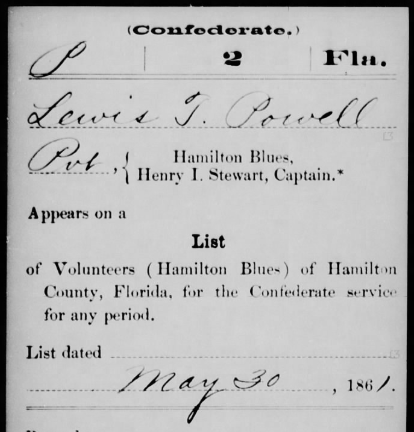 (Confederate.)
P | 2 | Fla.
Lewis T. Powell
Pvt, { Hamilton Blues,
Henry I. Stewart, Captain.*
Appears on a
List
of Volunteers (Hamilton Blues) of Hamilton
County, Florida, for the Confederate service
for any period.
List dated
May 30, 1861.